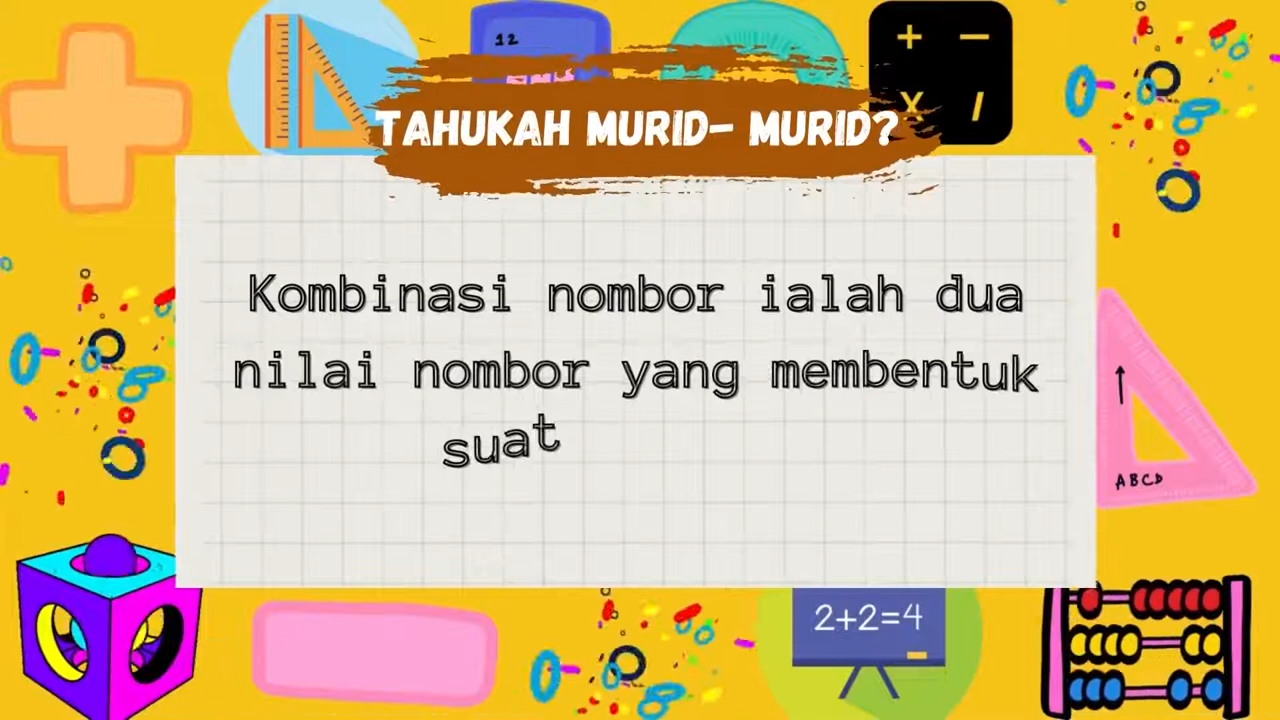 12
+ −
x /
TAHUKAH MURID- MURID?
Kombinasi nombor ialah dua
nilai nombor yang membentuk
suat
ABCD
2+2=4